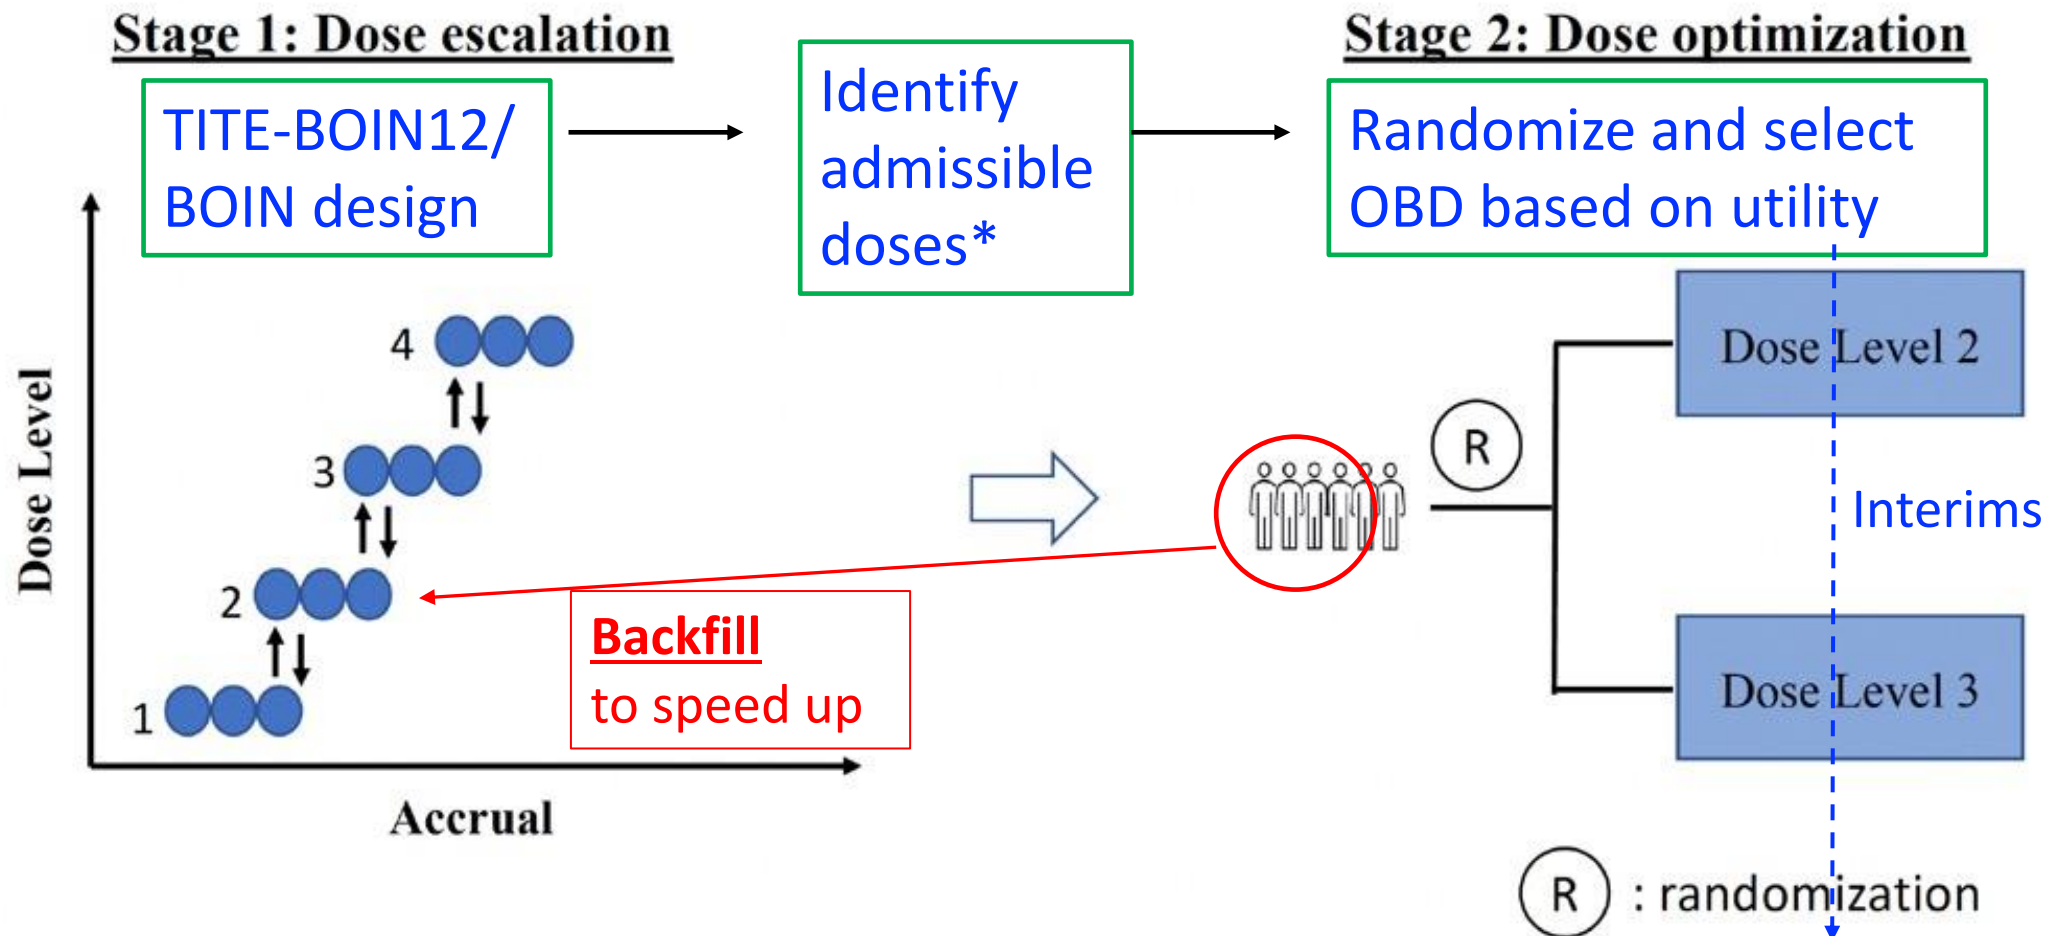 Stage 1: Dose escalation
Stage 2: Dose optimization
TITE-BOIN12/
BOIN design
Identify
admissible
doses*
Randomize and select
OBD based on utility
Dose Level
4
3
2
1
Accrual
Backfill
to speed up
R
Dose Level 2
Interims
Dose Level 3
R : randomization